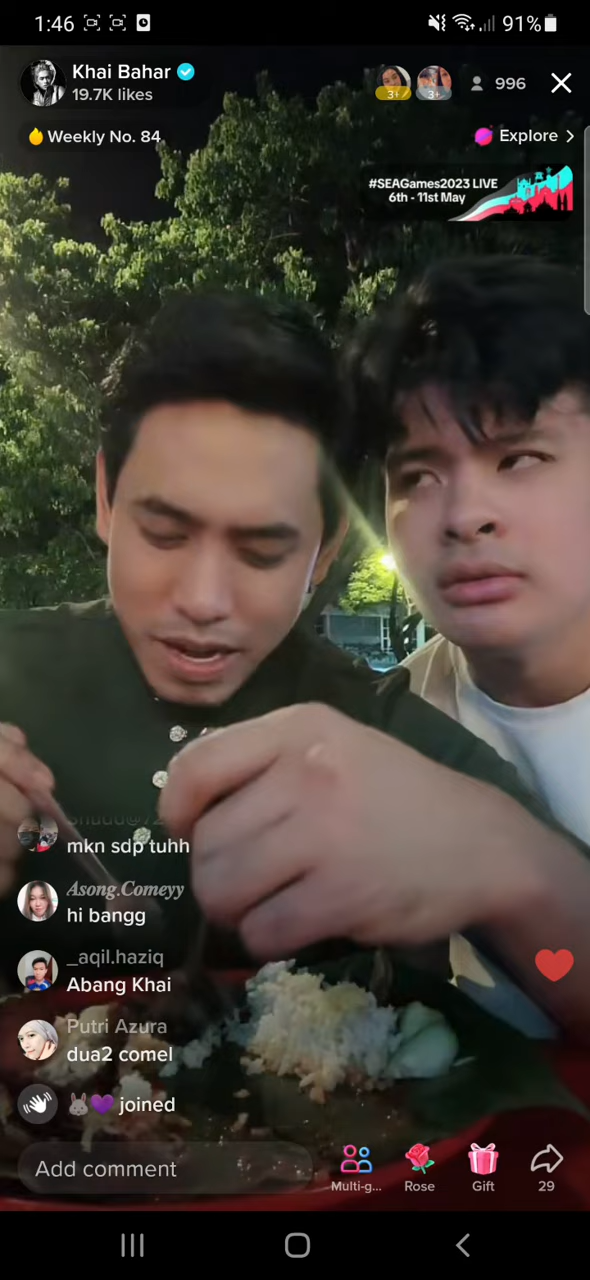 1:46
91%
Khai Bahar
19.7K likes
3+
3+
996
Weekly No. 84
Explore
#SEAGames2023 LIVE
6th - 11st May
mkn sdp tuhh
Asong.Comeyy
hi bangg
_aqil.haziq
Abang Khai
Putri Azura
dua2 comel
joined
Add comment
Multi-g...
Rose
Gift
29